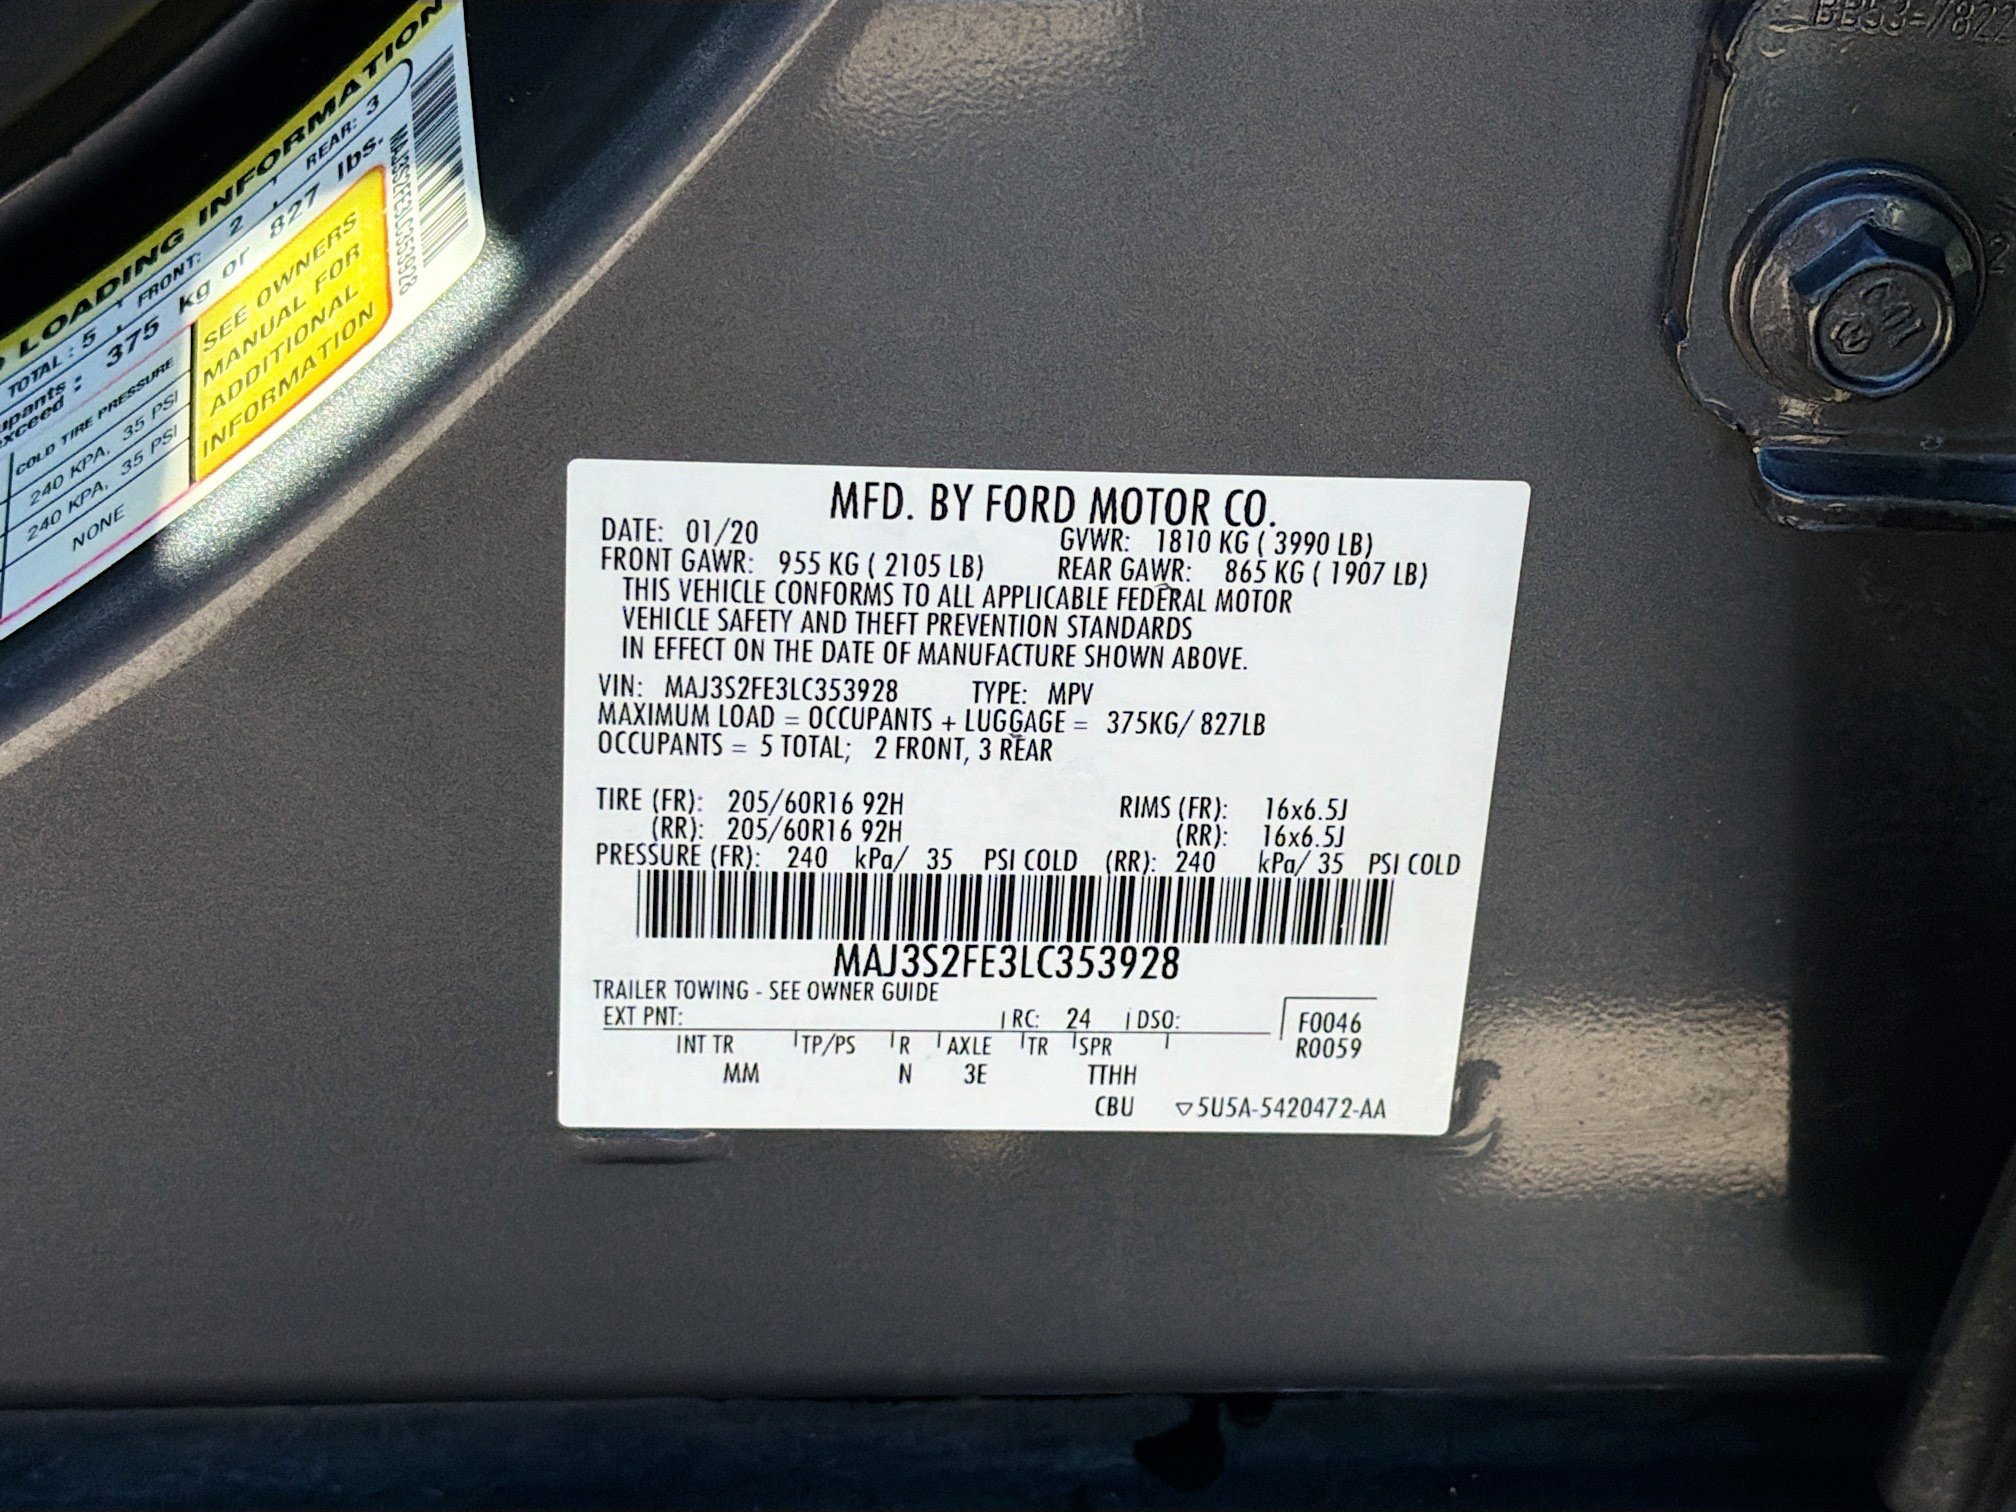 LOADING INFORMATION
TOTAL: 5 FRONT: 2 REAR: 3
375 kg or 827 lbs.
COLD TIRE PRESSURE
240 KPA, 35 PSI
240 KPA, 35 PSI
NONE
SEE OWNERS
MANUAL FOR
ADDITIONAL
INFORMATION
MAJ3S2FE3LC353928
MFD. BY FORD MOTOR CO.
DATE: 01/20 GVWR: 1810 KG ( 3990 LB)
FRONT GAWR: 955 KG ( 2105 LB) REAR GAWR: 865 KG ( 1907 LB)
THIS VEHICLE CONFORMS TO ALL APPLICABLE FEDERAL MOTOR
VEHICLE SAFETY AND THEFT PREVENTION STANDARDS
IN EFFECT ON THE DATE OF MANUFACTURE SHOWN ABOVE.
VIN: MAJ3S2FE3LC353928 TYPE: MPV
MAXIMUM LOAD = OCCUPANTS + LUGGAGE = 375KG/ 827LB
OCCUPANTS = 5 TOTAL; 2 FRONT, 3 REAR
TIRE (FR): 205/60R16 92H RIMS (FR): 16x6.5J
(RR): 205/60R16 92H (RR): 16x6.5J
PRESSURE (FR): 240 kPa/ 35 PSI COLD (RR): 240 kPa/ 35 PSI COLD
MAJ3S2FE3LC353928
TRAILER TOWING - SEE OWNER GUIDE
EXT PNT: RC: 24 DSO: F0046
INT TR TP/PS R AXLE TR SPR R0059
MM N 3E TTHH
CBU ▽5U5A-5420472-AA